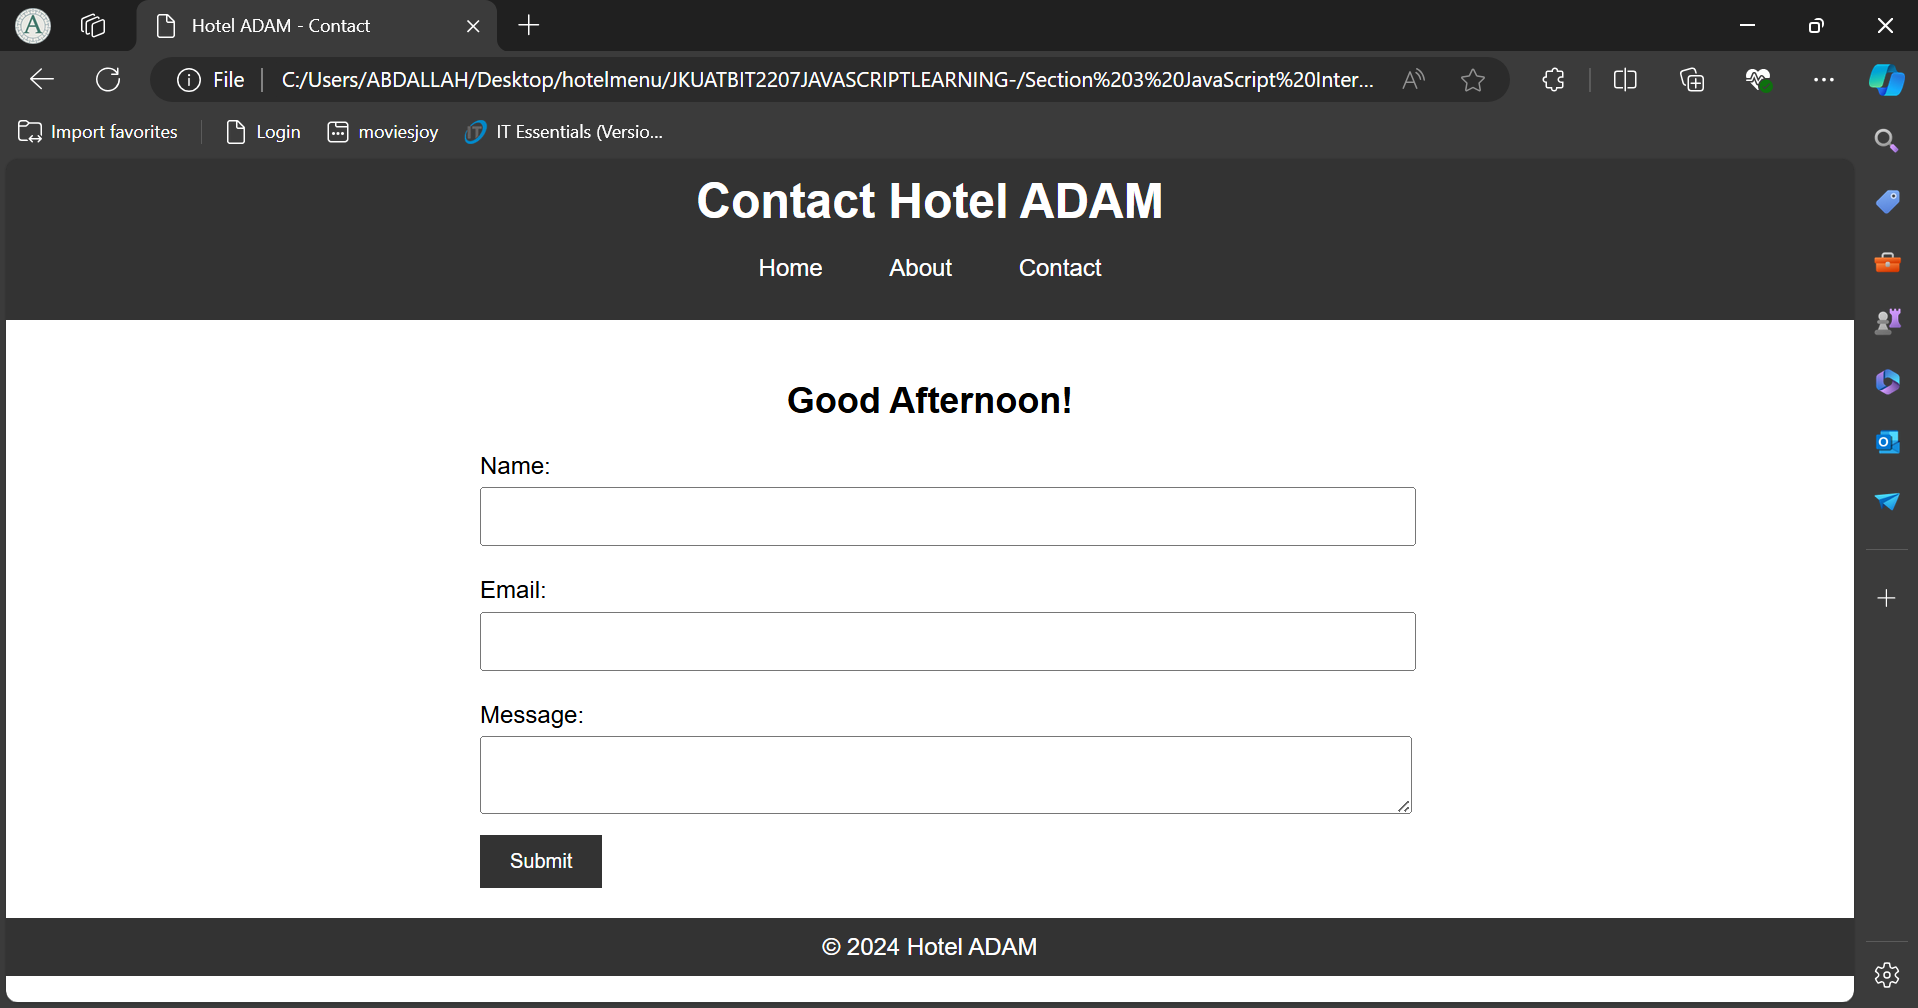 Hotel ADAM - Contact
File C:/Users/ABDALLAH/Desktop/hotelmenu/JKUATBIT2207JAVASCRIPTLEARNING-/Section%203%20JavaScript%20Inter...
Import favorites Login moviesjoy IT Essentials (Versio...
Contact Hotel ADAM
Home About Contact
Good Afternoon!
Name:
Email:
Message:
Submit
© 2024 Hotel ADAM